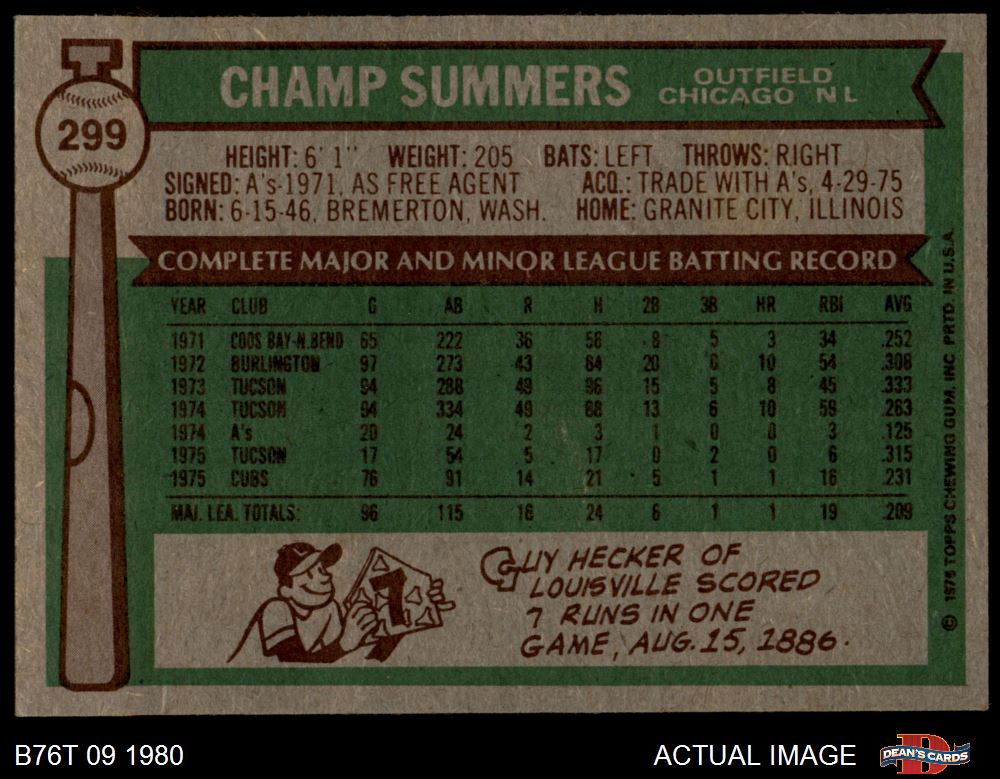 299
CHAMP SUMMERS
OUTFIELD
CHICAGO NL
HEIGHT: 6' 1" WEIGHT: 205 BATS: LEFT THROWS: RIGHT
SIGNED: A's-1971, AS FREE AGENT ACQ.: TRADE WITH A's, 4-29-75
BORN: 6-15-46, BREMERTON, WASH. HOME: GRANITE CITY, ILLINOIS
COMPLETE MAJOR AND MINOR LEAGUE BATTING RECORD
YEAR CLUB G AB R H 2B 3B HR RBI AVG
1971 COOS BAY-N.BEND 65 222 36 56 8 5 3 34 .252
1972 BURLINGTON 97 273 43 84 20 6 10 54 .308
1973 TUCSON 94 288 49 96 15 5 8 45 .333
1974 TUCSON 94 334 49 88 13 6 10 59 .263
1974 A's 20 24 2 3 1 0 0 3 .125
1975 TUCSON 17 54 5 17 0 2 0 6 .315
1975 CUBS 76 91 14 21 5 1 1 16 .231
MAJ. LEA. TOTALS: 96 115 16 24 6 1 1 19 .209
GUY HECKER OF
LOUISVILLE SCORED
7 RUNS IN ONE
GAME, AUG. 15, 1886.
7
© 1976 TOPPS CHEWING GUM, INC. PRTD. IN U.S.A.
B76T 09 1980
ACTUAL IMAGE
DEAN'S CARDS